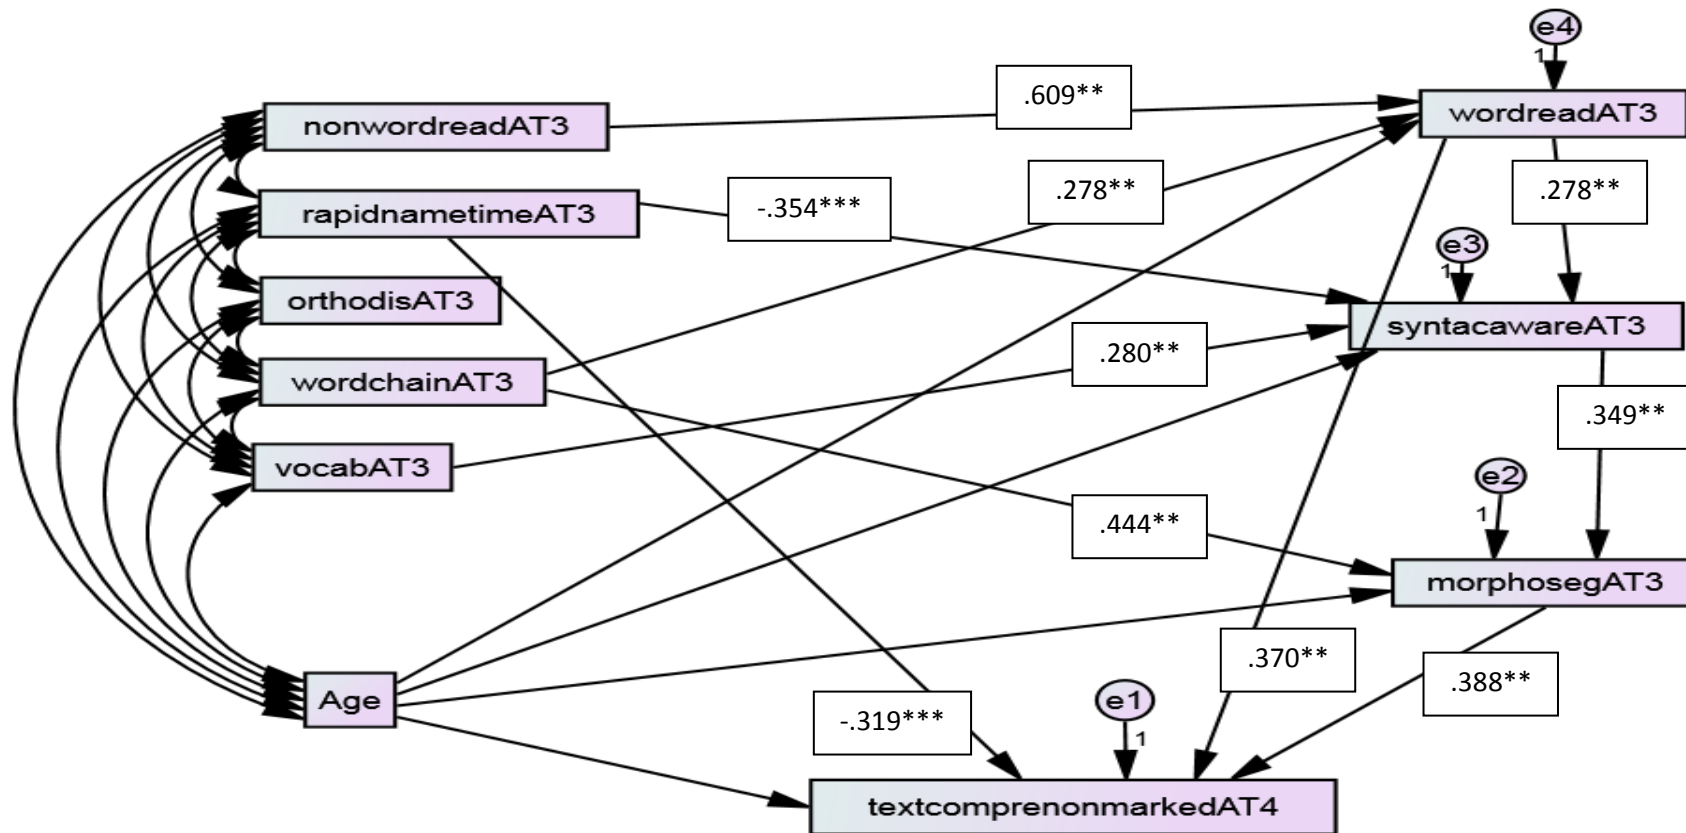 e4
1
.609**
nonwordreadAT3
wordreadAT3
.278**
.278**
-.354***
rapidnametimeAT3
e3
1
orthodisAT3
syntacawareAT3
.280**
wordchainAT3
.349**
vocabAT3
e2
1
.444**
morphosegAT3
.370**
.388**
Age
e1
-.319***
1
textcomprenonmarkedAT4